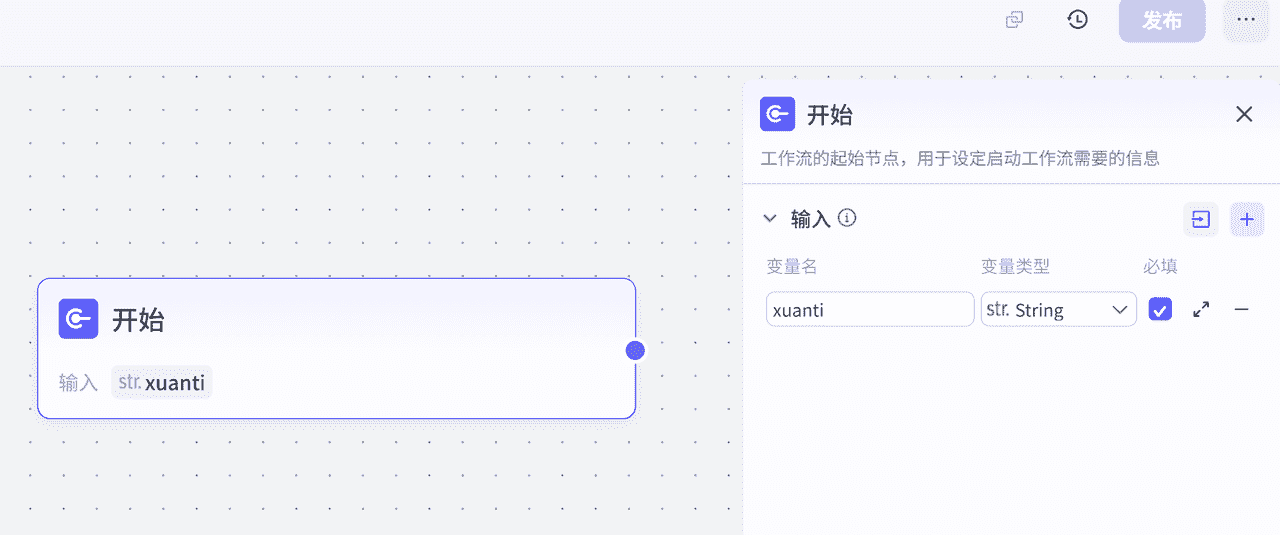 发布
开始
工作流的起始节点，用于设定启动工作流需要的信息
输入
变量名 变量类型 必填
xuanti str. String
开始
输入 str. xuanti